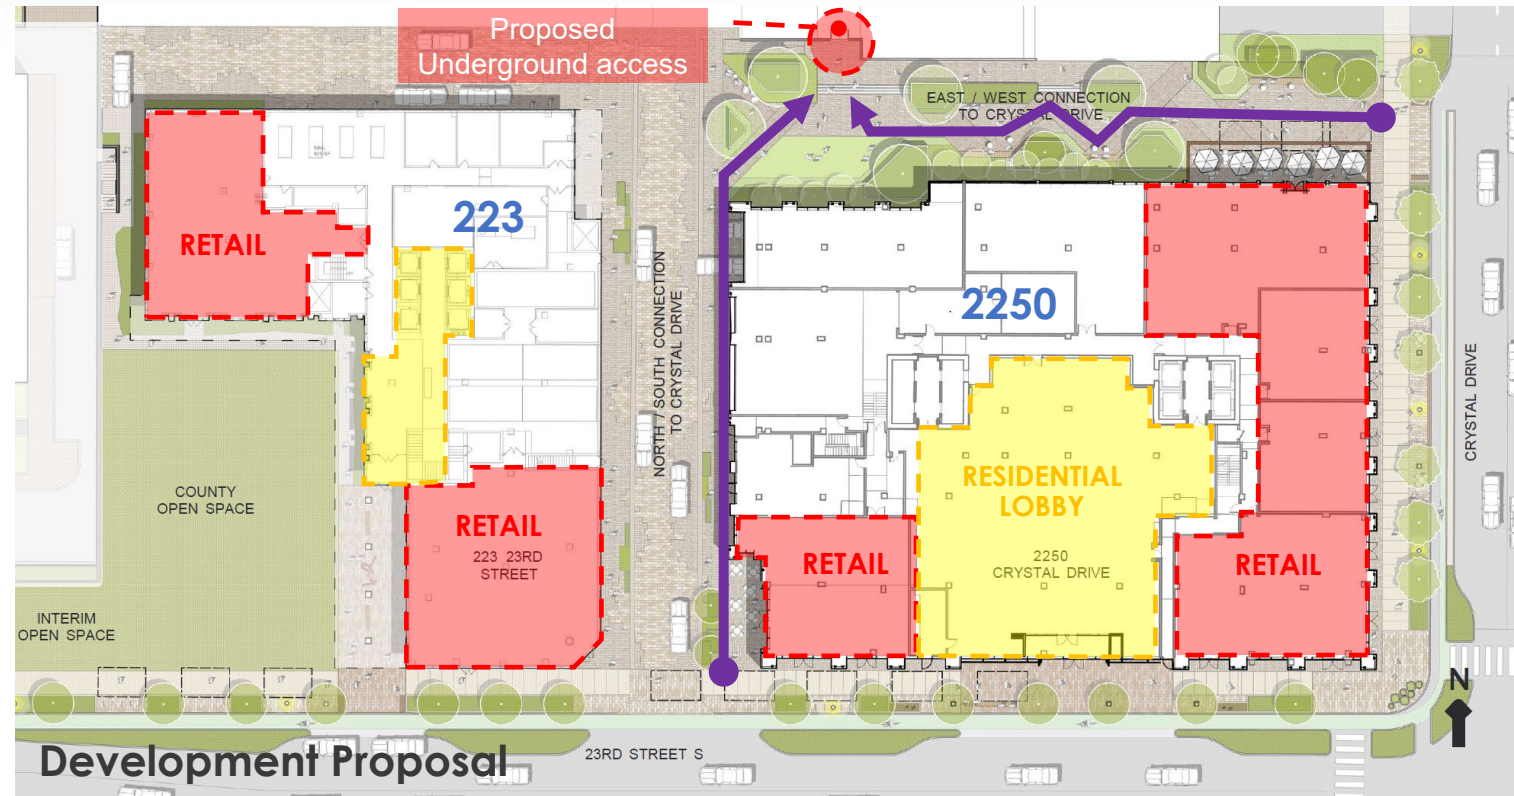 Proposed
Underground access
EAST / WEST CONNECTION
TO CRYSTAL DRIVE
223
RETAIL
2250
NORTH / SOUTH CONNECTION
TO CRYSTAL DRIVE
CRYSTAL DRIVE
COUNTY
OPEN SPACE
RESIDENTIAL
LOBBY
RETAIL
223 23RD
STREET
RETAIL
2250
CRYSTAL DRIVE
RETAIL
INTERIM
OPEN SPACE
N
Development Proposal
23RD STREET S